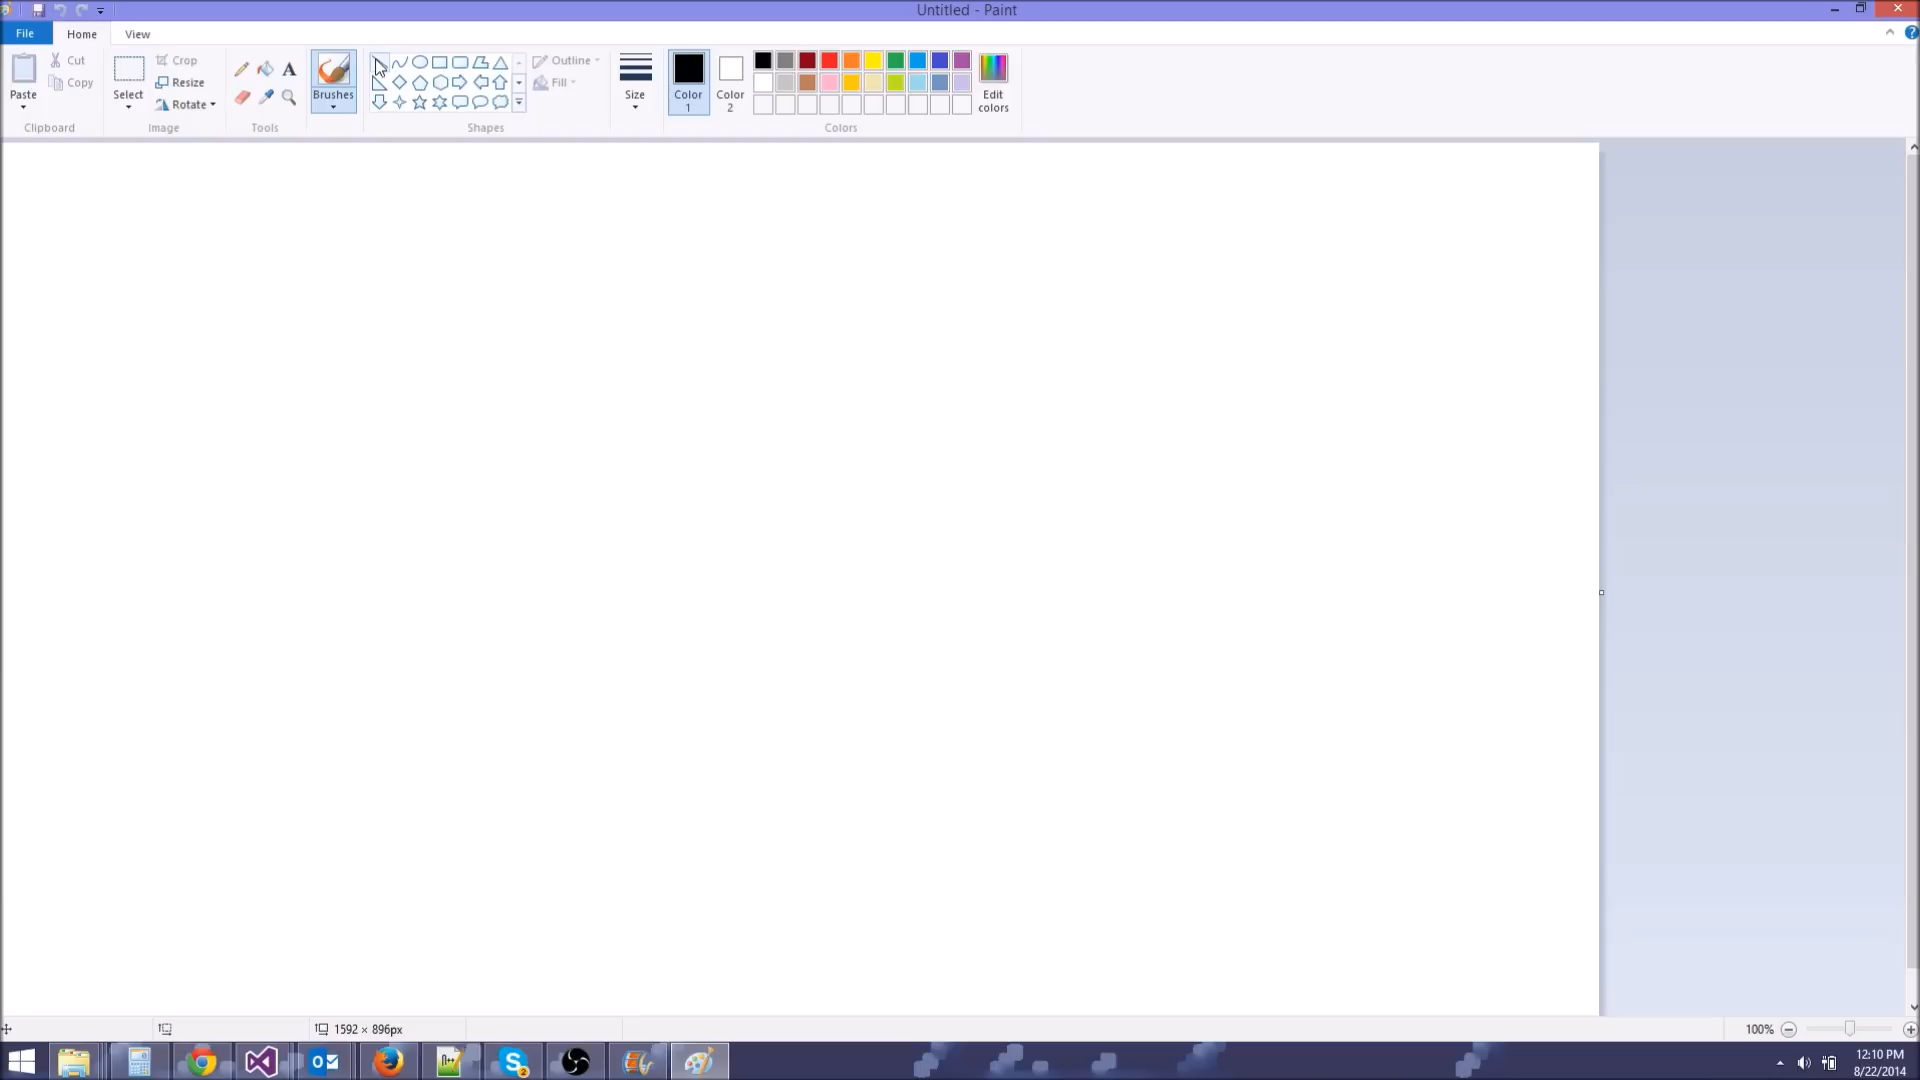 Untitled - Paint
File
Home
View
Paste
Cut
Copy
Clipboard
Select
Crop
Resize
Rotate
Image
A
Tools
Brushes
Shapes
Outline
Fill
Size
Color
1
Color
2
Edit
colors
Colors
1592 × 896px
100%
12:10 PM
8/22/2014